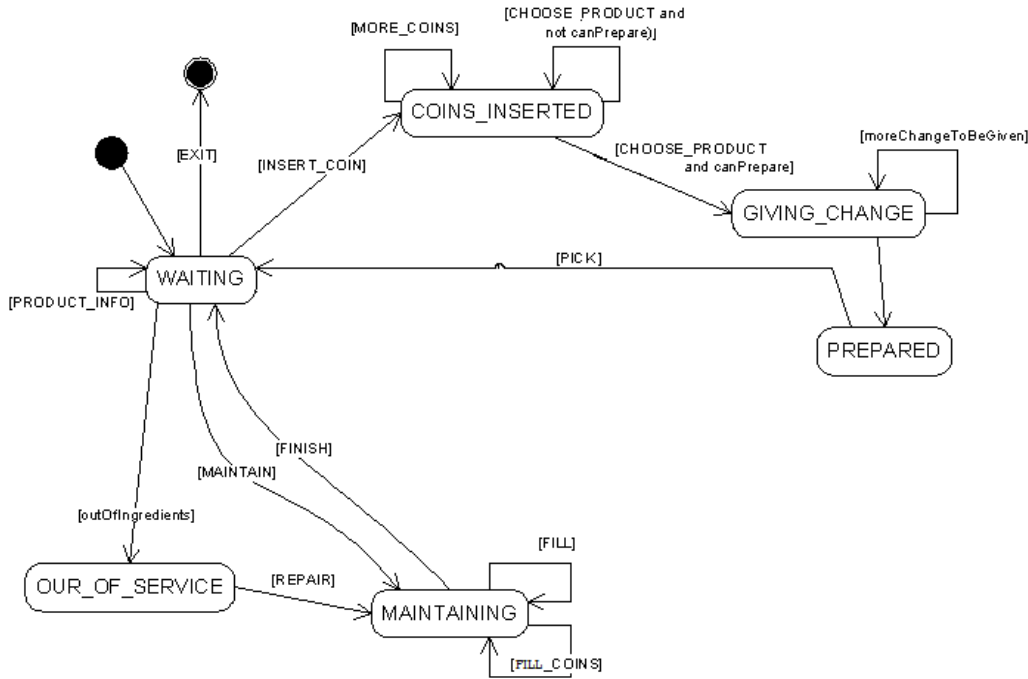 [CHOOSE_PRODUCT and
not canPrepare)]
[MORE_COINS]
COINS_INSERTED
[EXIT]
[INSERT_COIN]
[CHOOSE_PRODUCT
and canPrepare]
[moreChangeToBeGiven]
GIVING_CHANGE
WAITING
[PICK]
[PRODUCT_INFO]
PREPARED
[FINISH]
[MAINTAIN]
[outOfIngredients]
[FILL]
OUR_OF_SERVICE
[REPAIR]
MAINTAINING
[FILL_COINS]